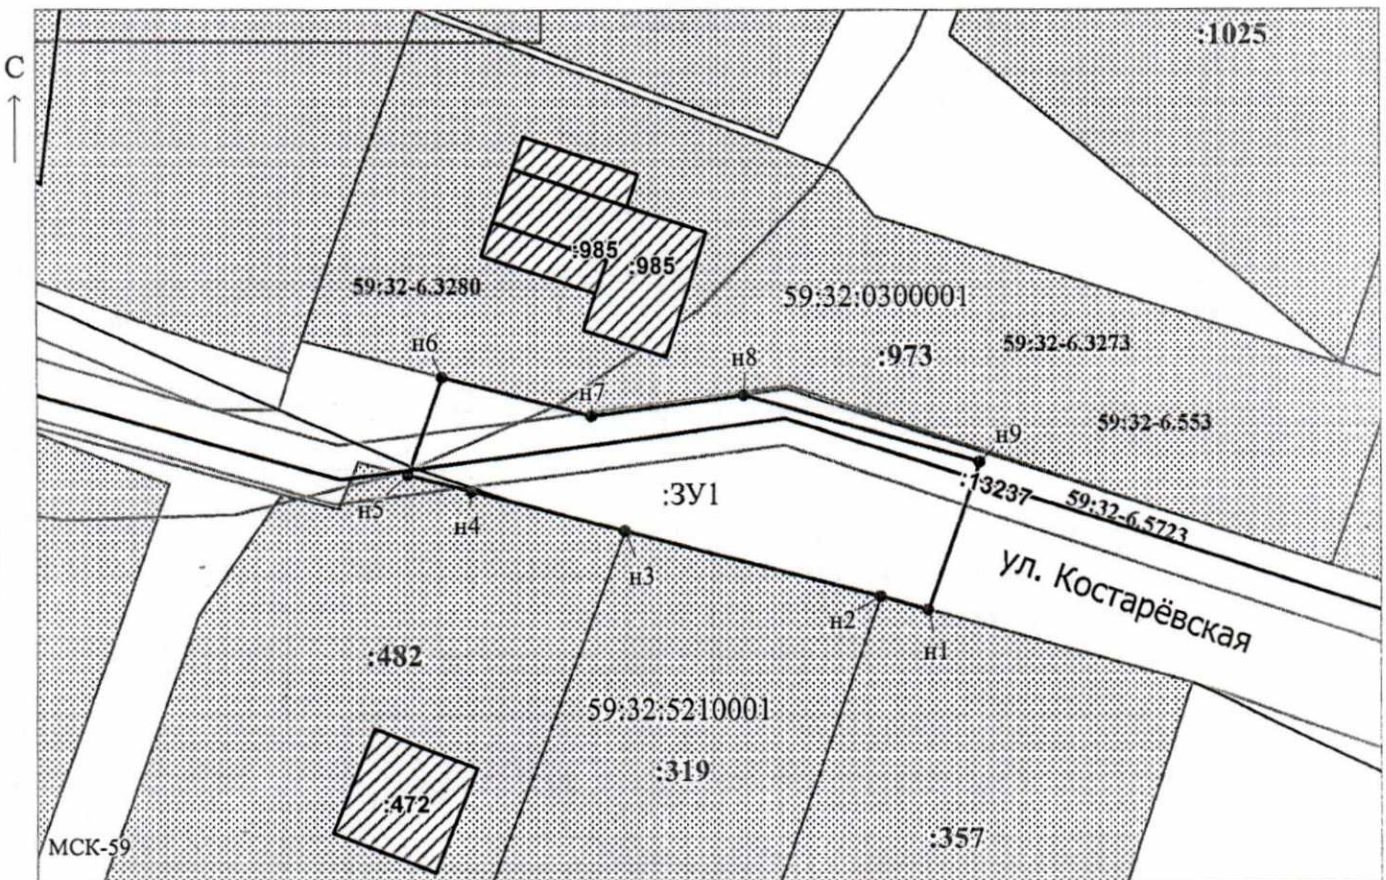 :1025
С
:985
:985
59:32-6.3280
59:32:0300001
н6
59:32-6.3273
:973
н8
н7
59:32-6.553
н9
:13237
:ЗУ1
59:32-6.5723
н5
н4
н3
ул. Костарёвская
н2
н1
:482
59:32:5210001
:319
:472
:357
МСК-59